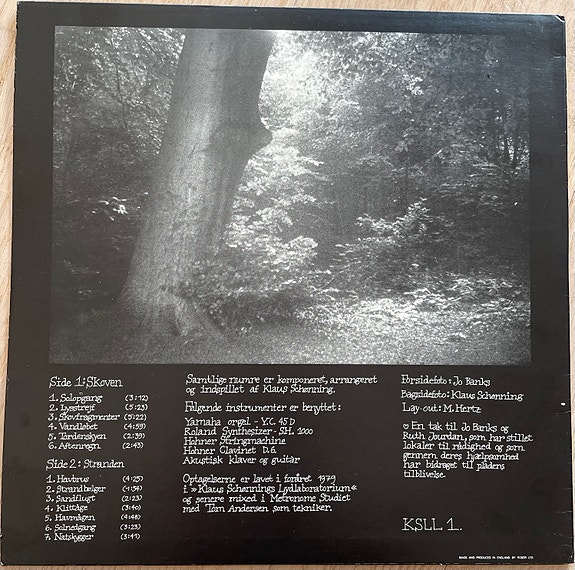 Side 1: Skoven
1. Solopgang (3:12)
2. Lysstrejf (5:23)
3. Skovfragmenter (5:22)
4. Vandløbet (4:59)
5. Tordenskyen (2:39)
6. Aftenregn (2:43)
Side 2: Stranden
1. Havbrus (4:25)
2. Strandbølger (4:54)
3. Sandflugt (2:23)
4. Klittåge (3:40)
5. Havmågen (4:48)
6. Solnedgang (3:23)
7. Natskygger (3:47)
Samtlige numre er komponeret, arrangeret
og indspillet af Klaus Schønning.
Følgende instrumenter er benyttet:
Yamaha orgel - Y.C. 45 D
Roland Synthesizer - SH. 1000
Hohner Stringmachine
Hohner Clavinet D.6.
Akustisk klaver og guitar
Optagelserne er lavet i foråret 1979
i »Klaus Schønnings Lydlaboratorium«
og senere mixed i Metronome Studiet
med Tom Andersen som tekniker.
Forsidefoto: Jo Banks
Bagsidefoto: Klaus Schønning
Lay-out: M. Hertz
♡ En tak til Jo Banks og
Ruth Jourdan, som har stillet
lokaler til rådighed og som
gennem deres hjælpsomhed
har bidraget til pladens
tilblivelse.
KSLL 1.
MADE AND PRODUCED IN ENGLAND BY ROBOR LTD